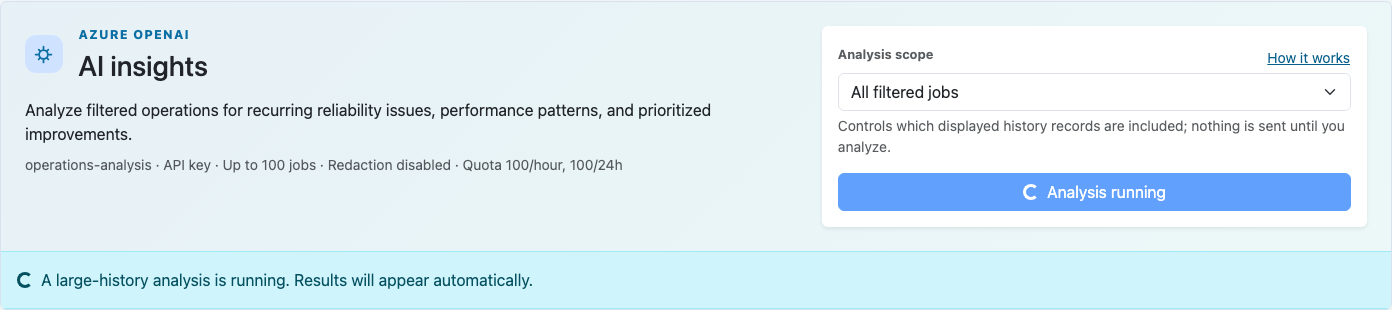 AZURE OPENAI
AI insights
Analyze filtered operations for recurring reliability issues, performance patterns, and prioritized
improvements.
operations-analysis · API key · Up to 100 jobs · Redaction disabled · Quota 100/hour, 100/24h
Analysis scope
How it works
All filtered jobs
Controls which displayed history records are included; nothing is sent until you
analyze.
Analysis running
A large-history analysis is running. Results will appear automatically.